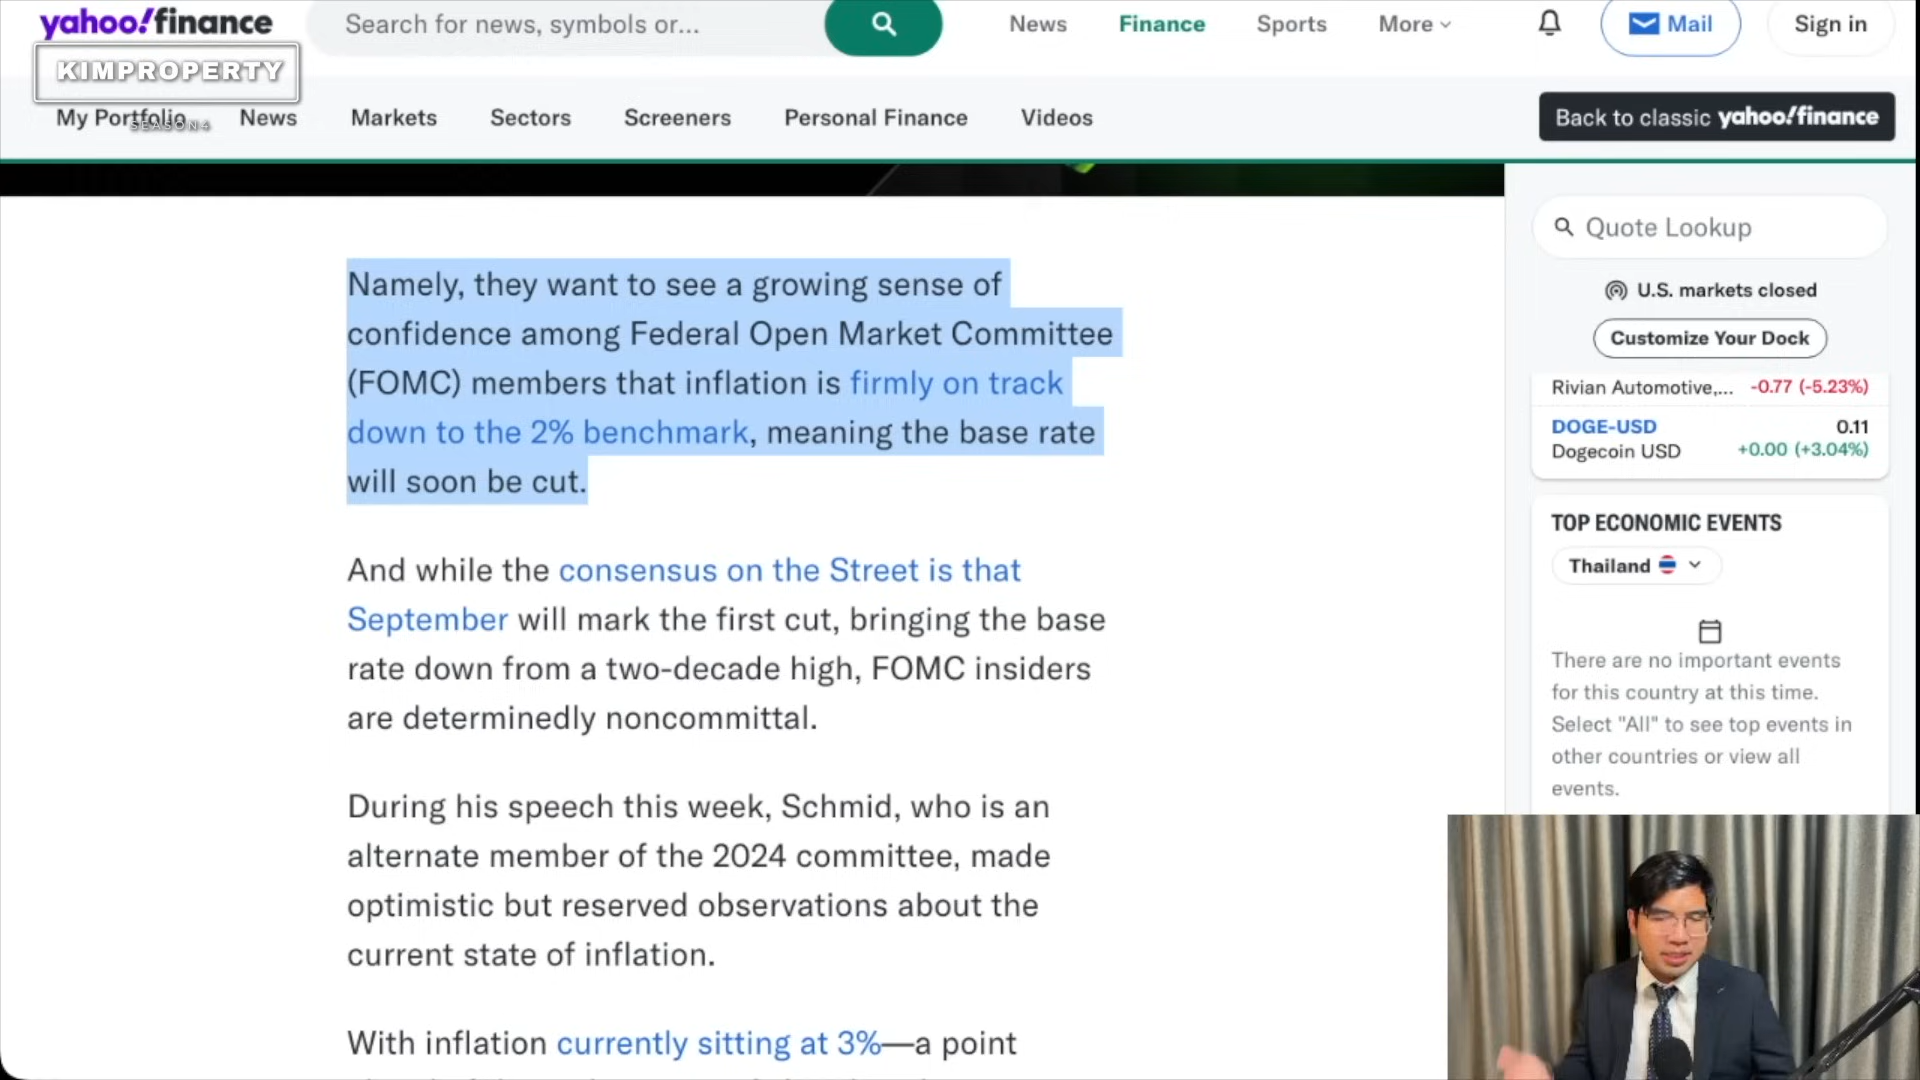 yahoo!finance
Search for news, symbols or...
News
Finance
Sports
More
Mail
Sign in
KIMPROPERTY
SEASON4
My Portfolio
News
Markets
Sectors
Screeners
Personal Finance
Videos
Back to classic yahoo!finance
Namely, they want to see a growing sense of
confidence among Federal Open Market Committee
(FOMC) members that inflation is firmly on track
down to the 2% benchmark, meaning the base rate
will soon be cut.
And while the consensus on the Street is that
September will mark the first cut, bringing the base
rate down from a two-decade high, FOMC insiders
are determinedly noncommittal.
During his speech this week, Schmid, who is an
alternate member of the 2024 committee, made
optimistic but reserved observations about the
current state of inflation.
With inflation currently sitting at 3%—a point
Quote Lookup
U.S. markets closed
Customize Your Dock
Rivian Automotive,... -0.77 (-5.23%)
DOGE-USD 0.11
Dogecoin USD +0.00 (+3.04%)
TOP ECONOMIC EVENTS
Thailand
There are no important events
for this country at this time.
Select "All" to see top events in
other countries or view all
events.